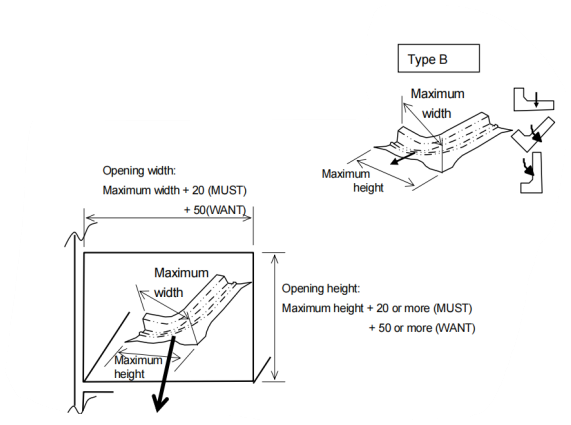 Type B
Maximum
width
Maximum
height
Opening width:
Maximum width + 20 (MUST)
+ 50(WANT)
Maximum
width
Opening height:
Maximum height + 20 or more (MUST)
+ 50 or more (WANT)
Maximum
height